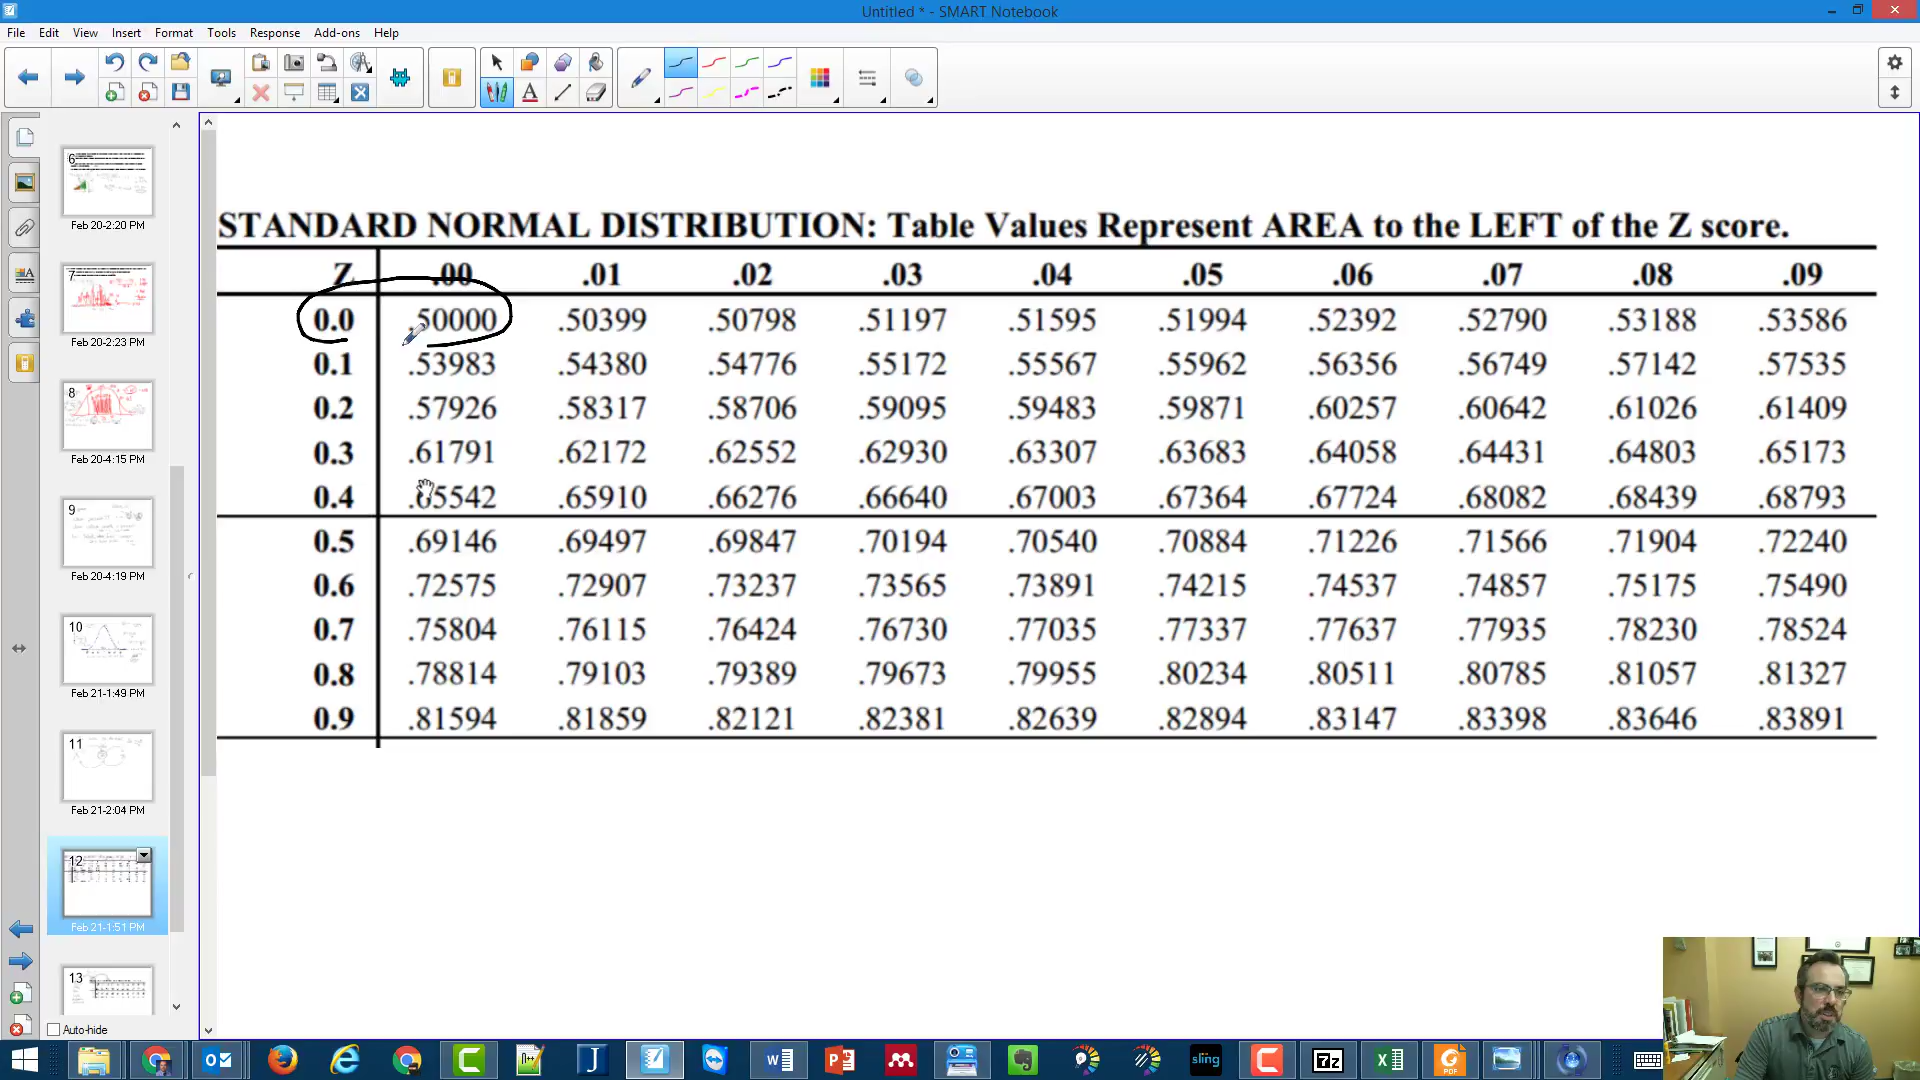 Untitled * - SMART Notebook
File Edit View Insert Format Tools Response Add-ons Help
6
Feb 20-2:20 PM
7
Feb 20-2:23 PM
8
Feb 20-4:15 PM
9
Feb 20-4:19 PM
10
Feb 21-1:49 PM
11
Feb 21-2:04 PM
12
Feb 21-1:51 PM
13
Auto-hide
STANDARD NORMAL DISTRIBUTION: Table Values Represent AREA to the LEFT of the Z score.
Z .00 .01 .02 .03 .04 .05 .06 .07 .08 .09
0.0 .50000 .50399 .50798 .51197 .51595 .51994 .52392 .52790 .53188 .53586
0.1 .53983 .54380 .54776 .55172 .55567 .55962 .56356 .56749 .57142 .57535
0.2 .57926 .58317 .58706 .59095 .59483 .59871 .60257 .60642 .61026 .61409
0.3 .61791 .62172 .62552 .62930 .63307 .63683 .64058 .64431 .64803 .65173
0.4 .65542 .65910 .66276 .66640 .67003 .67364 .67724 .68082 .68439 .68793
0.5 .69146 .69497 .69847 .70194 .70540 .70884 .71226 .71566 .71904 .72240
0.6 .72575 .72907 .73237 .73565 .73891 .74215 .74537 .74857 .75175 .75490
0.7 .75804 .76115 .76424 .76730 .77035 .77337 .77637 .77935 .78230 .78524
0.8 .78814 .79103 .79389 .79673 .79955 .80234 .80511 .80785 .81057 .81327
0.9 .81594 .81859 .82121 .82381 .82639 .82894 .83147 .83398 .83646 .83891
sling
7z
PDF